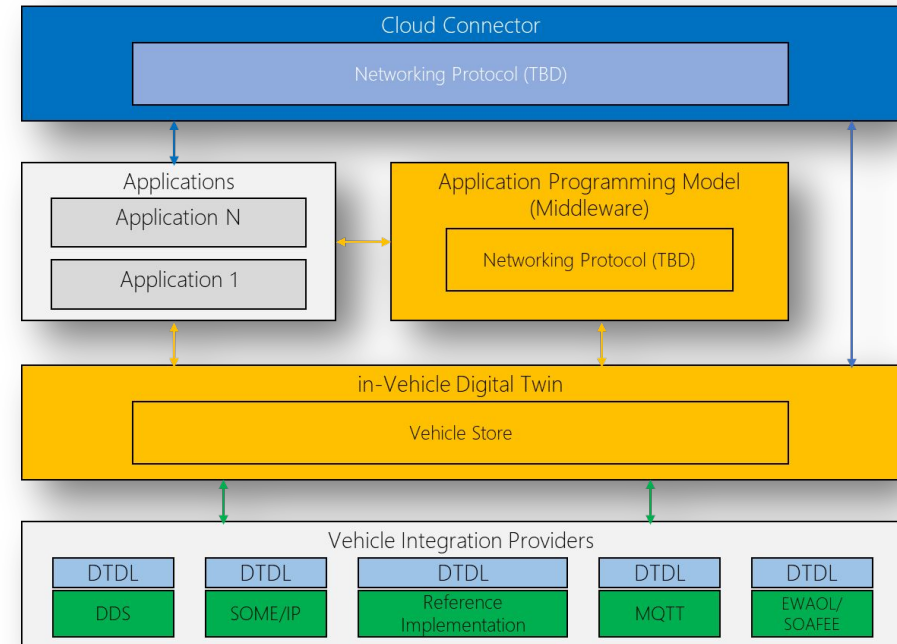 Cloud Connector
Networking Protocol (TBD)
Applications
Application N
Application 1
Application Programming Model
(Middleware)
Networking Protocol (TBD)
in-Vehicle Digital Twin
Vehicle Store
Vehicle Integration Providers
DTDL
DTDL
DTDL
DTDL
DTDL
DDS
SOME/IP
Reference
Implementation
MQTT
EWAOL/
SOAFEE